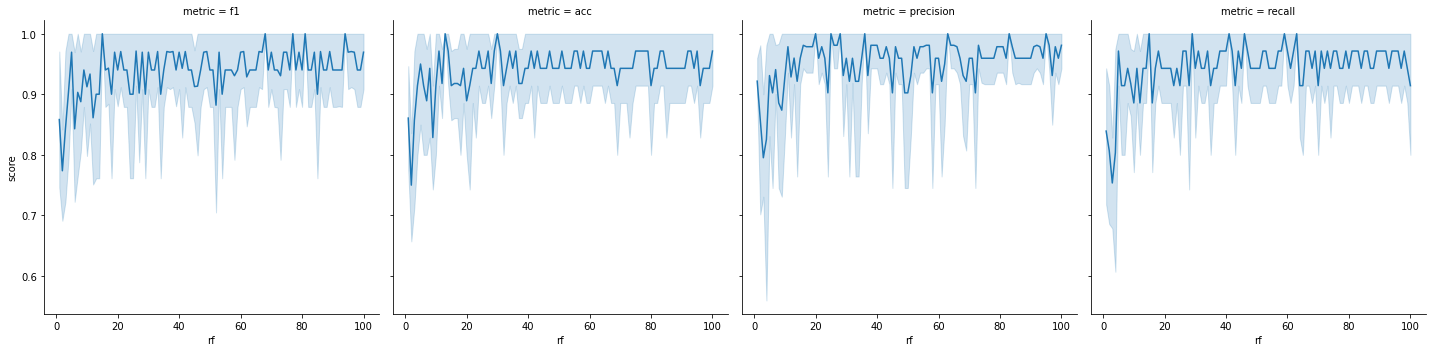 metric = f1
metric = acc
metric = precision
metric = recall
score
1.0
0.9
0.8
0.7
0.6
0 20 40 60 80 100
0 20 40 60 80 100
0 20 40 60 80 100
0 20 40 60 80 100
rf
rf
rf
rf